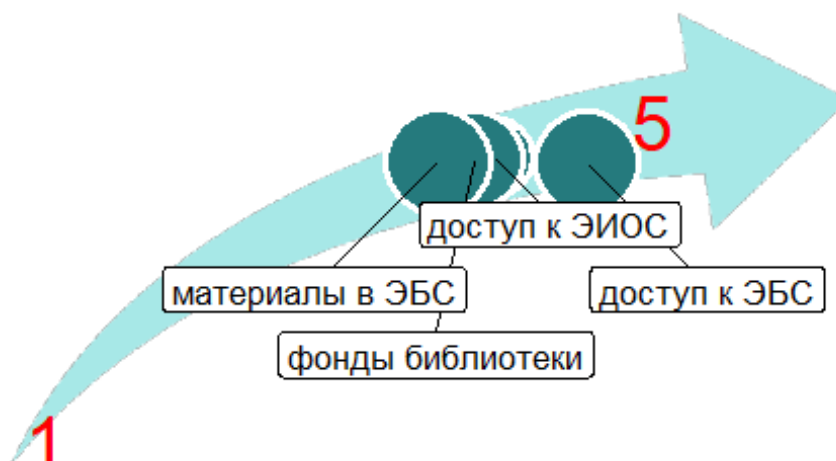 5
доступ к ЭИОС
материалы в ЭБС
доступ к ЭБС
фонды библиотеки
1